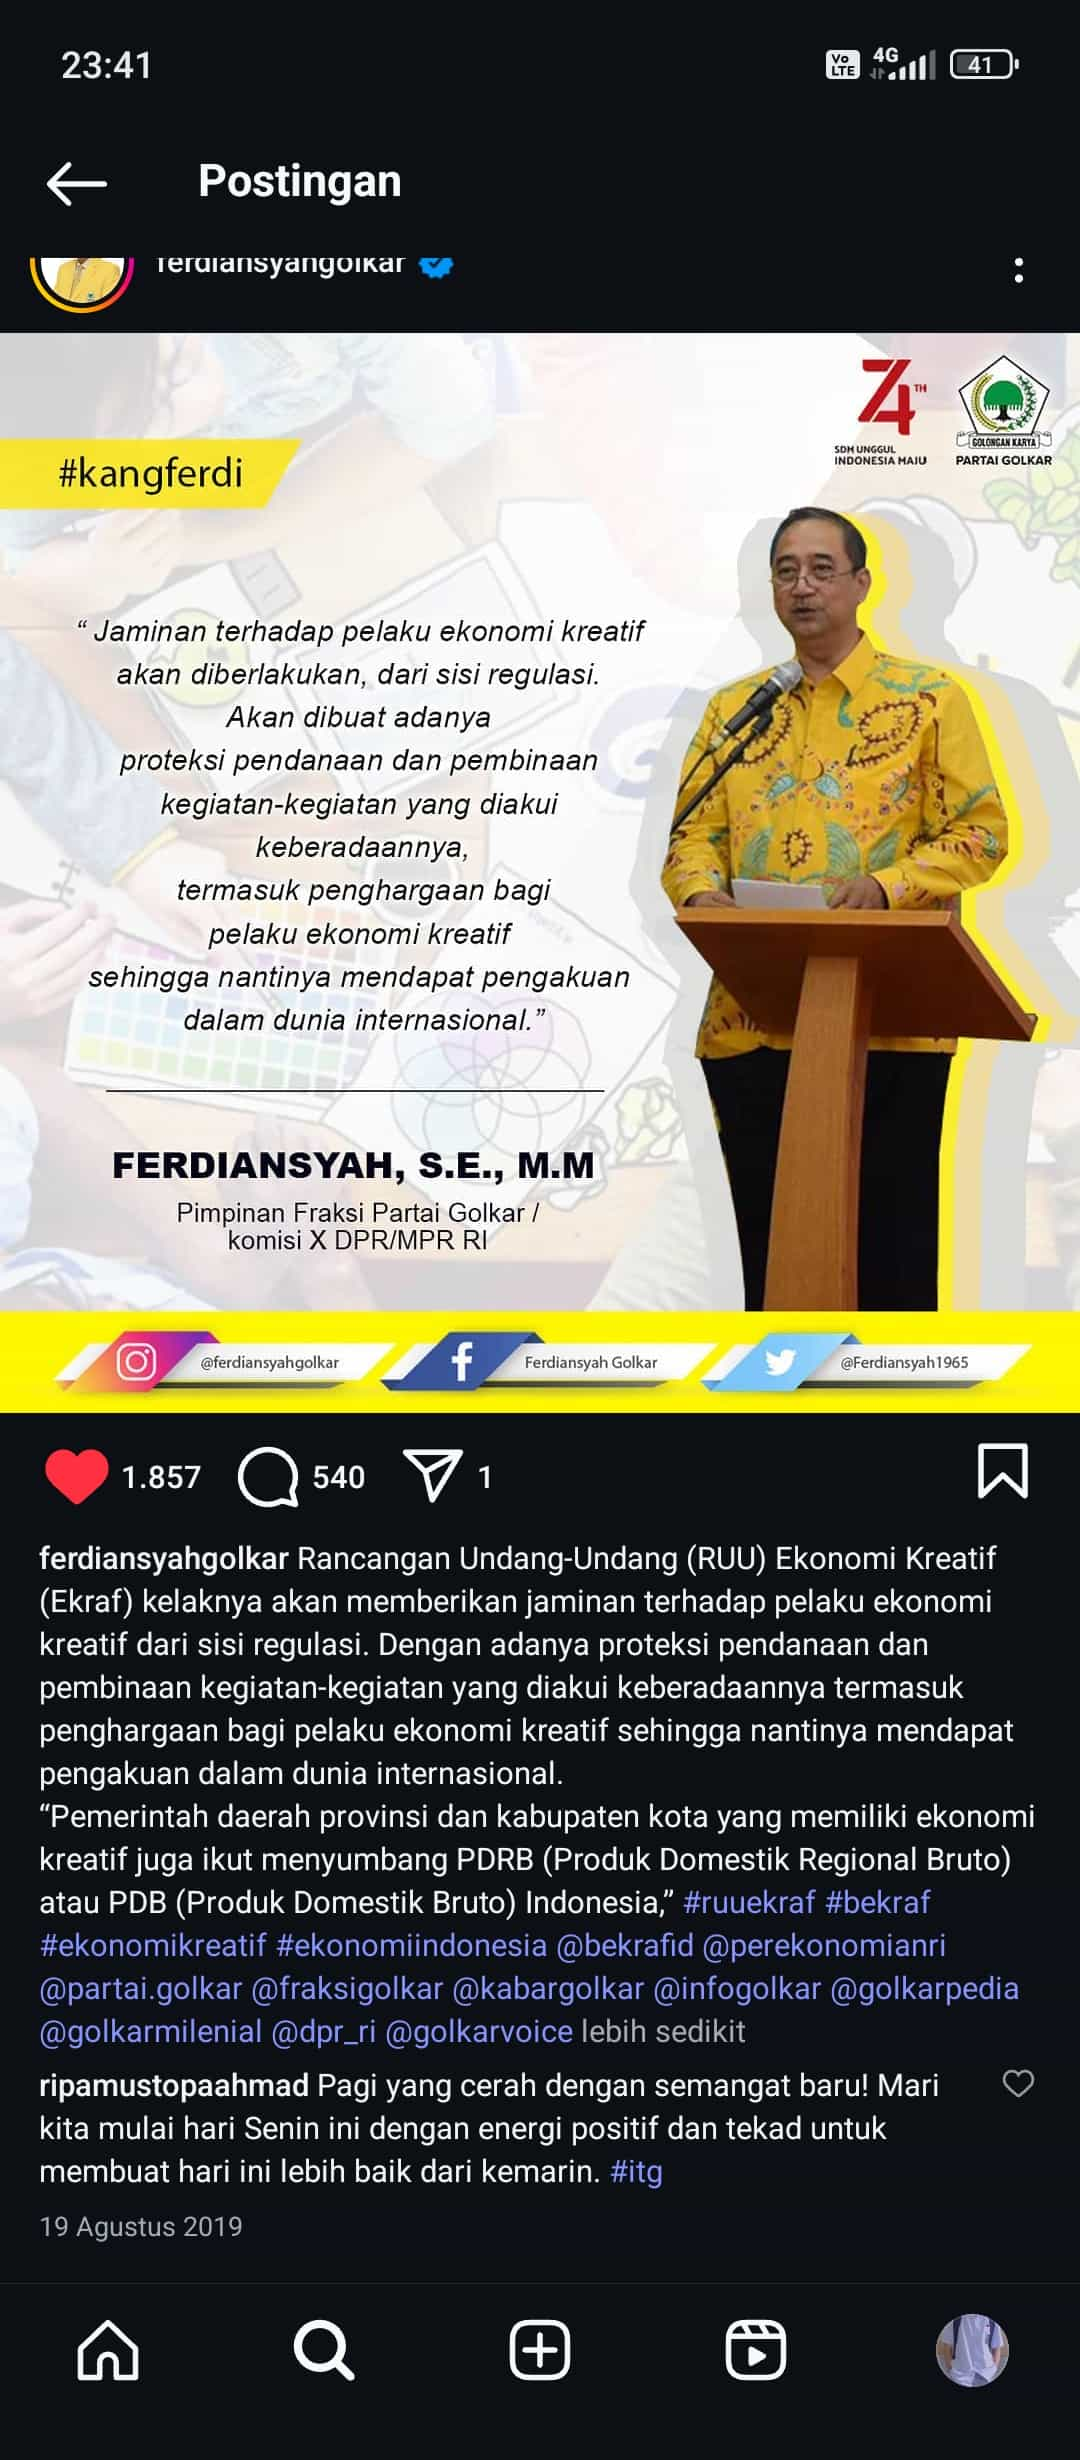 23:41
Vo LTE 4G 41
Postingan
ferdiansyahgolkar
74 TH
SDM UNGGUL
INDONESIA MAJU
GOLONGAN KARYA
PARTAI GOLKAR
#kangferdi
“ Jaminan terhadap pelaku ekonomi kreatif
akan diberlakukan, dari sisi regulasi.
Akan dibuat adanya
proteksi pendanaan dan pembinaan
kegiatan-kegiatan yang diakui
keberadaannya,
termasuk penghargaan bagi
pelaku ekonomi kreatif
sehingga nantinya mendapat pengakuan
dalam dunia internasional.”
FERDIANSYAH, S.E., M.M
Pimpinan Fraksi Partai Golkar /
komisi X DPR/MPR RI
@ferdiansyahgolkar
Ferdiansyah Golkar
@Ferdiansyah1965
1.857 540 1
ferdiansyahgolkar Rancangan Undang-Undang (RUU) Ekonomi Kreatif
(Ekraf) kelaknya akan memberikan jaminan terhadap pelaku ekonomi
kreatif dari sisi regulasi. Dengan adanya proteksi pendanaan dan
pembinaan kegiatan-kegiatan yang diakui keberadaannya termasuk
penghargaan bagi pelaku ekonomi kreatif sehingga nantinya mendapat
pengakuan dalam dunia internasional.
“Pemerintah daerah provinsi dan kabupaten kota yang memiliki ekonomi
kreatif juga ikut menyumbang PDRB (Produk Domestik Regional Bruto)
atau PDB (Produk Domestik Bruto) Indonesia,” #ruuekraf #bekraf
#ekonomikreatif #ekonomiindonesia @bekrafid @perekonomianri
@partai.golkar @fraksigolkar @kabargolkar @infogolkar @golkarpedia
@golkarmilenial @dpr_ri @golkarvoice lebih sedikit
ripamustopaahmad Pagi yang cerah dengan semangat baru! Mari
kita mulai hari Senin ini dengan energi positif dan tekad untuk
membuat hari ini lebih baik dari kemarin. #itg
19 Agustus 2019